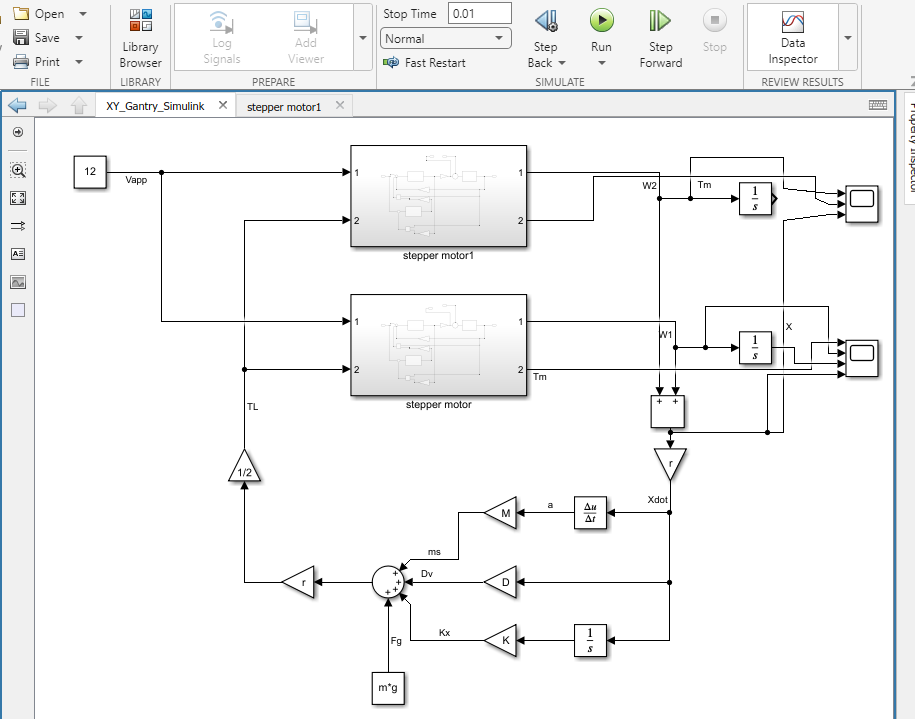 Open
Save
Print
FILE
Library
Browser
LIBRARY
Log
Signals
Add
Viewer
PREPARE
Stop Time 0.01
Normal
Fast Restart
Step
Back
Run
Step
Forward
Stop
SIMULATE
Data
Inspector
REVIEW RESULTS
XY_Gantry_Simulink
stepper motor1
Property Inspector
12
Vapp
1
2
1
2
stepper motor1
W2
Tm
1
s
1
2
1
2
stepper motor
W1
Tm
1
s
X
+ +
TL
1/2
r
Xdot
M
a
Δu
Δt
ms
r
+
+
+
+
Dv
D
Kx
K
1
s
Fg
m*g